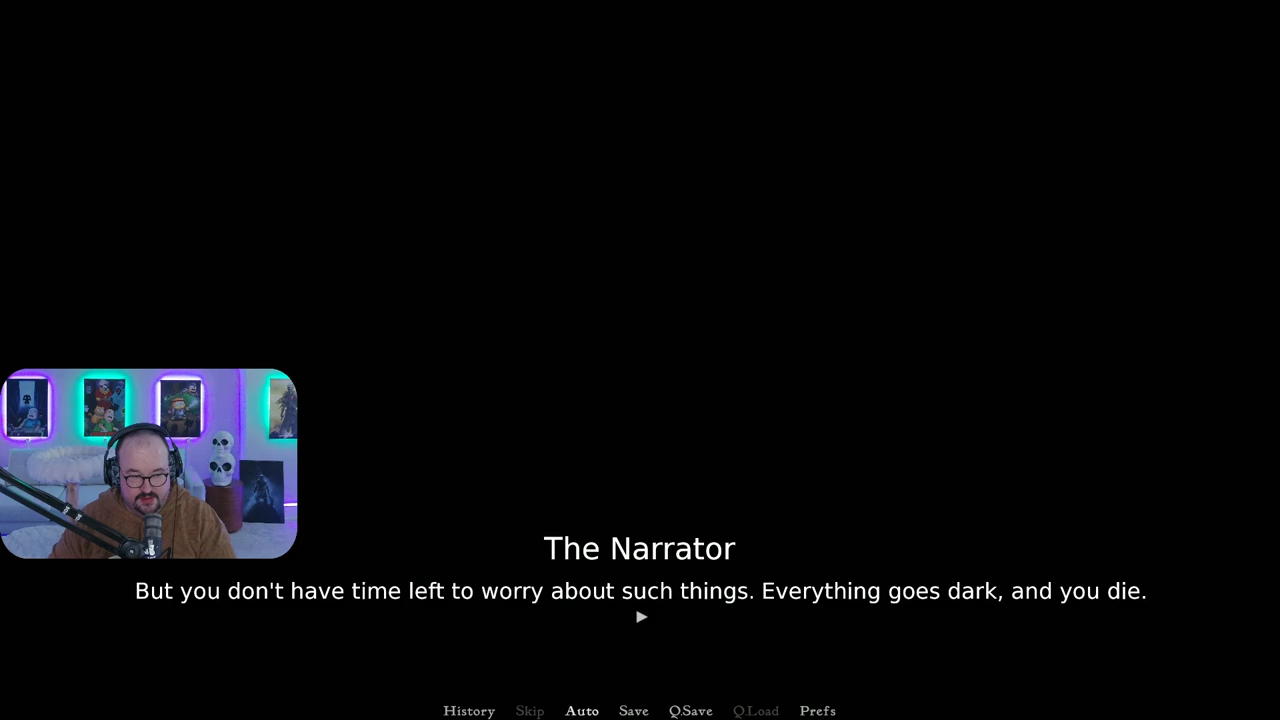 The Narrator
But you don't have time left to worry about such things. Everything goes dark, and you die.
History Skip Auto Save Q.Save Q.Load Prefs